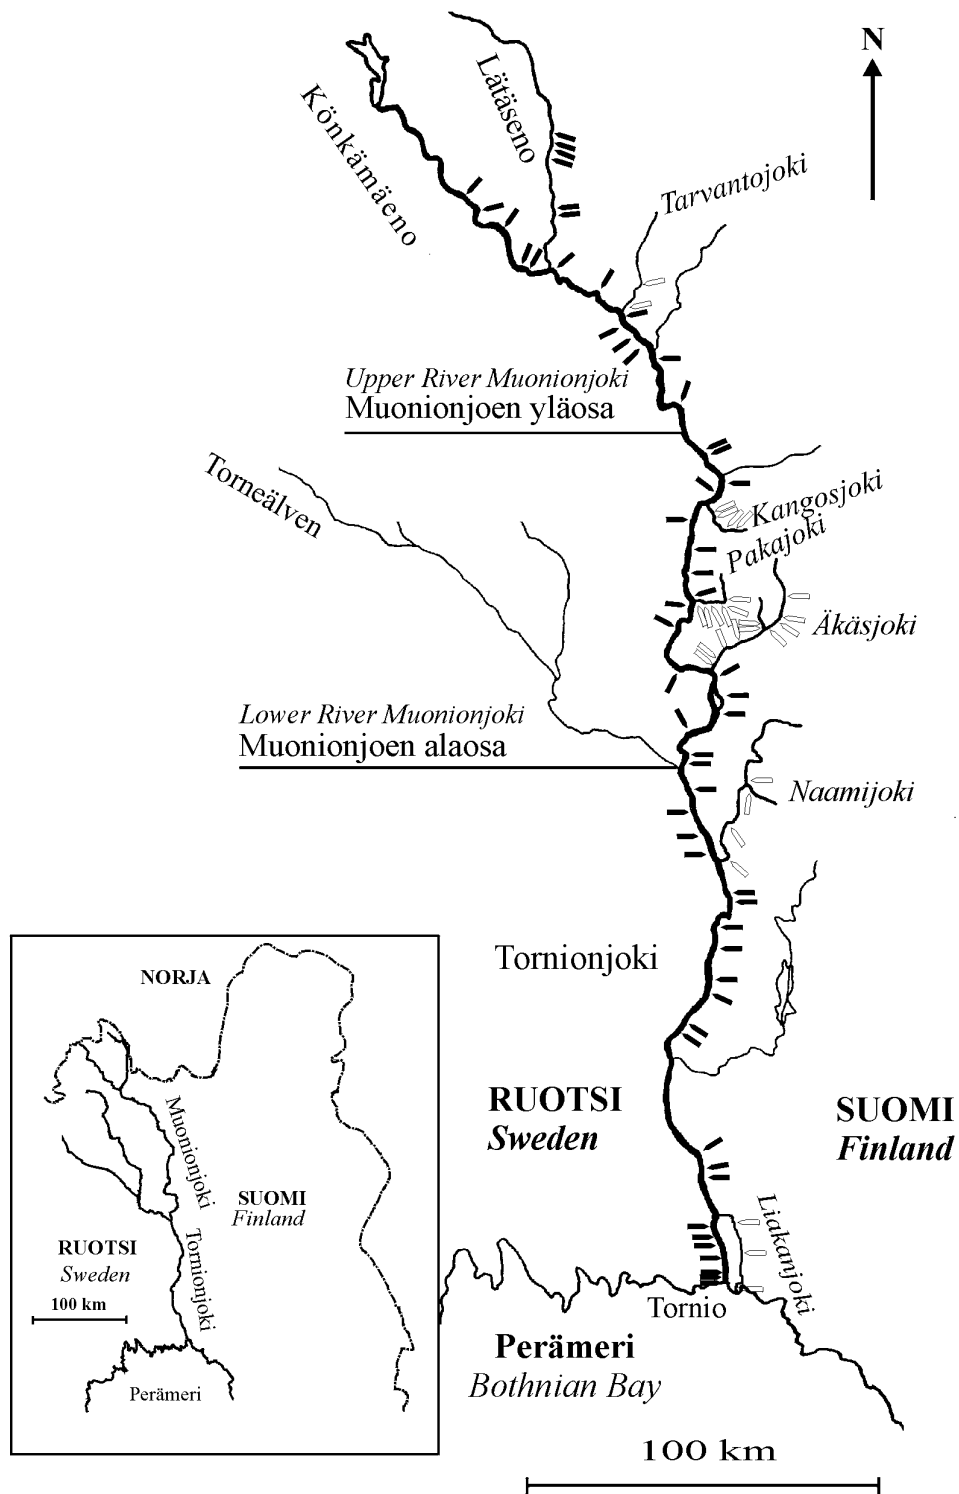 N
Lätäseno
Könkämäeno
Tarvantojoki
Upper River Muonionjoki
Muonionjoen yläosa
Torneälven
Kangosjoki
Pakajoki
Äkäsjoki
Lower River Muonionjoki
Muonionjoen alaosa
Naamijoki
Tornionjoki
NORJA
RUOTSI
Sweden
SUOMI
Finland
Muonionjoki
SUOMI
Finland
RUOTSI
Sweden
Tornionjoki
100 km
Perämeri
Liakanjoki
Tornio
Perämeri
Bothnian Bay
100 km